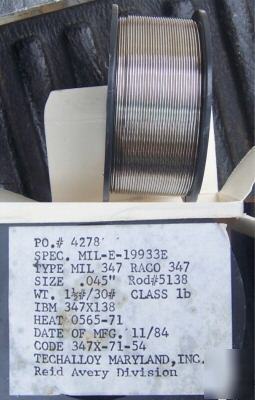 PO.# 4278
SPEC. MIL-E-19933E
TYPE MIL 347 RACO 347
SIZE .045" Rod#5138
WT. 1½#/30# CLASS 1b
IBM 347X138
HEAT 0565-71
DATE OF MFG. 11/84
CODE 347X-71-54
TECHALLOY MARYLAND,INC.
Reid Avery Division